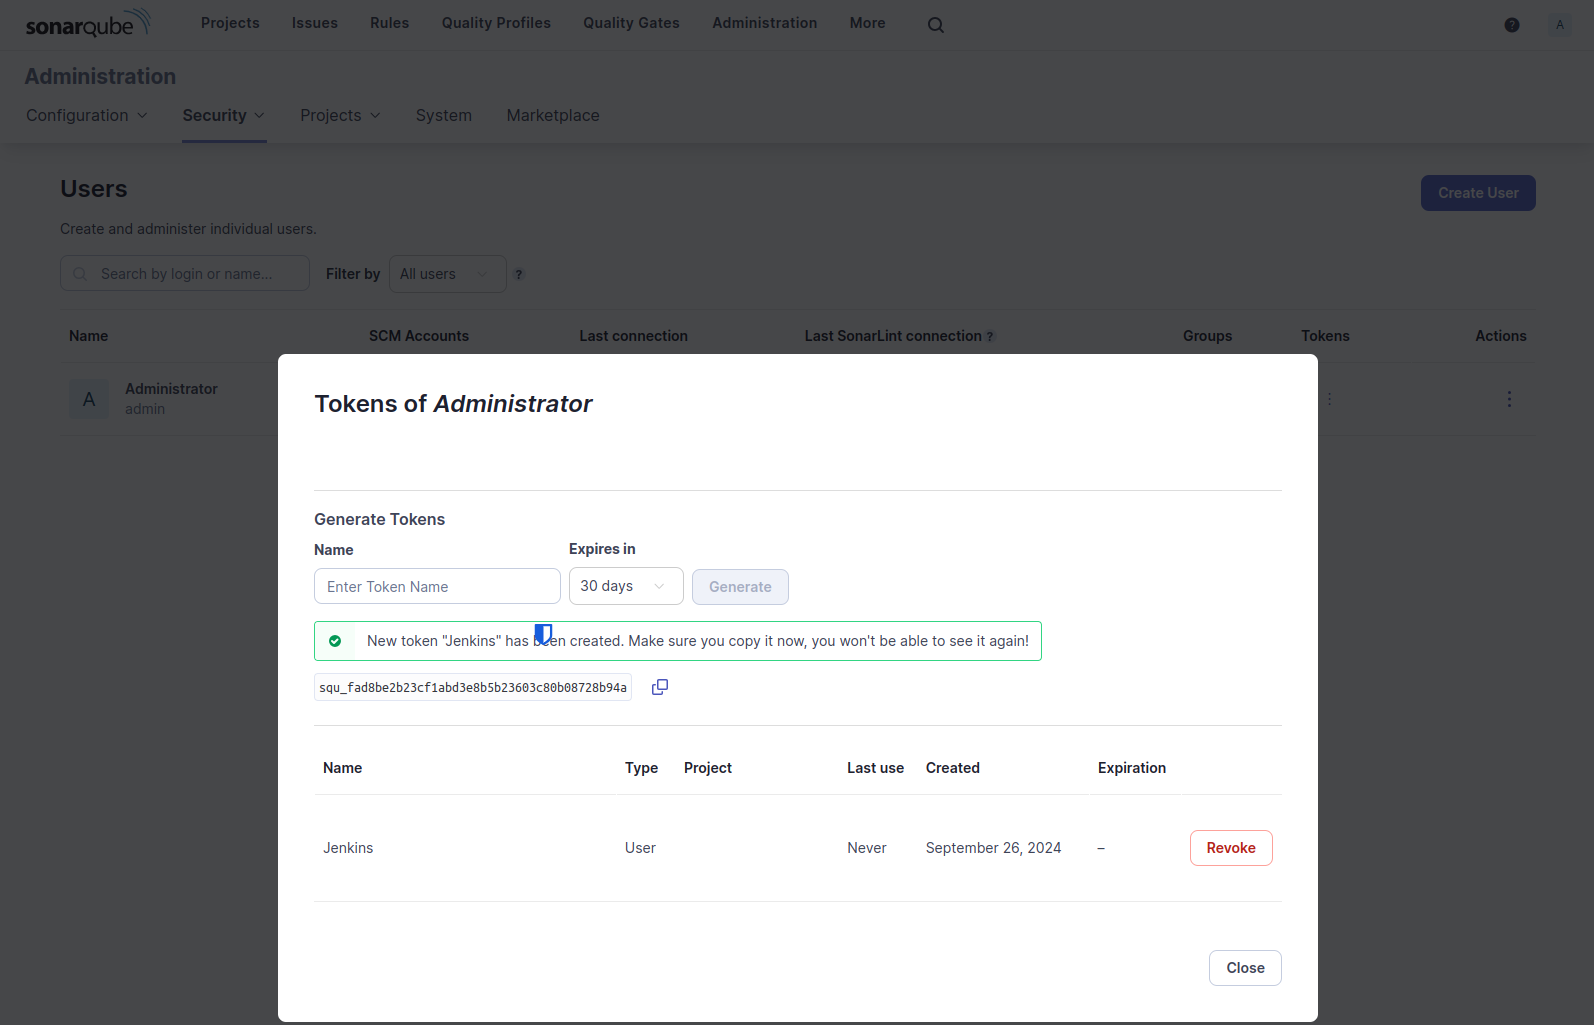 sonarqube Projects Issues Rules Quality Profiles Quality Gates Administration More ? A
Administration
Configuration Security Projects System Marketplace
Users
Create User
Create and administer individual users.
Search by login or name... Filter by All users ?
Name SCM Accounts Last connection Last SonarLint connection ? Groups Tokens Actions
A Administrator
admin
Tokens of Administrator
Generate Tokens
Name Expires in
Enter Token Name 30 days Generate
New token "Jenkins" has been created. Make sure you copy it now, you won't be able to see it again!
squ_fad8be2b23cf1abd3e8b5b23603c80b08728b94a
Name Type Project Last use Created Expiration
Jenkins User Never September 26, 2024 – Revoke
Close